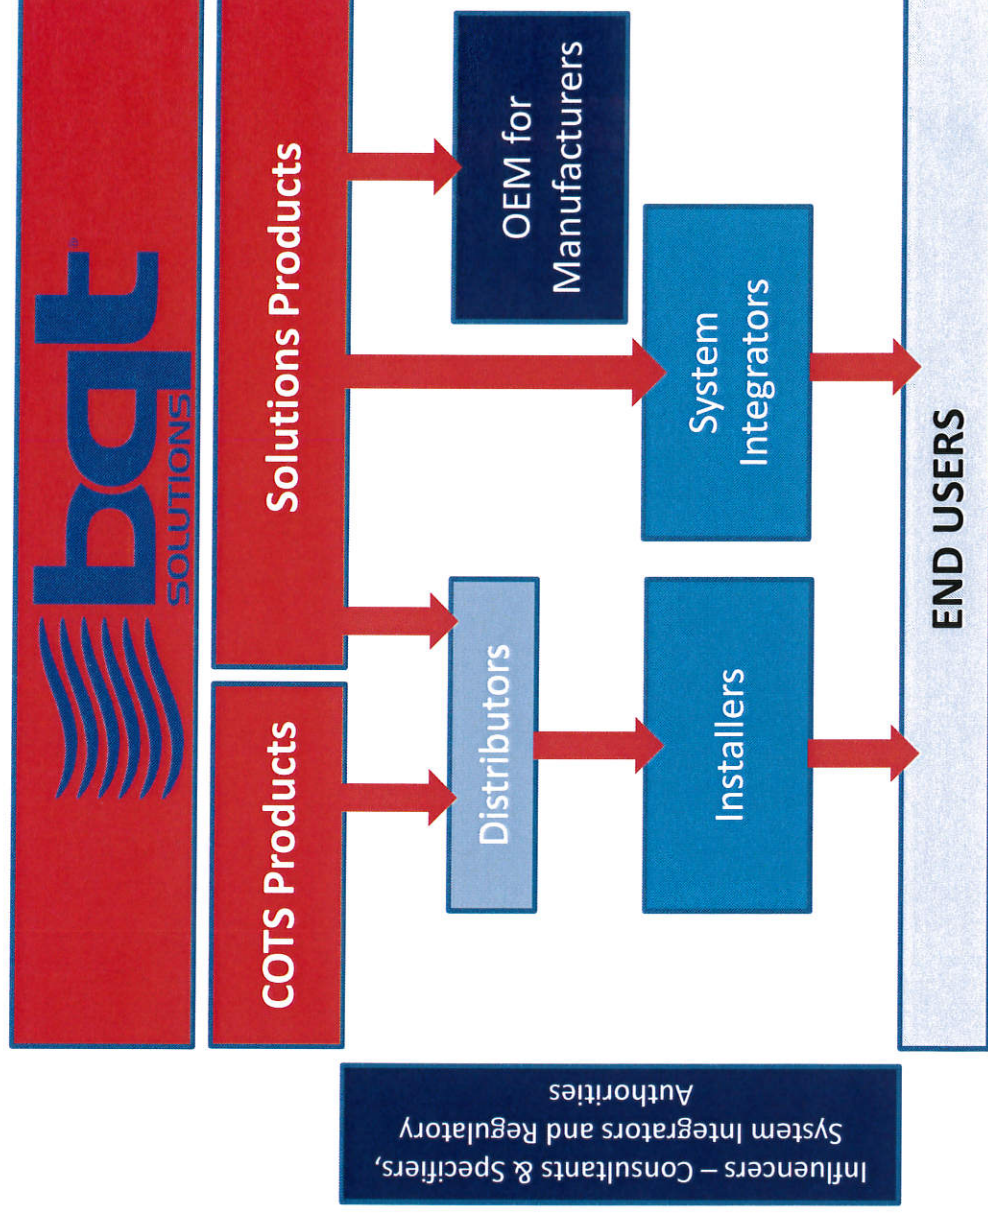 bqt
SOLUTIONS
COTS Products
Solutions Products
Distributors
OEM for
Manufacturers
Installers
System
Integrators
END USERS
Influencers – Consultants & Specifiers,
System Integrators and Regulatory
Authorities